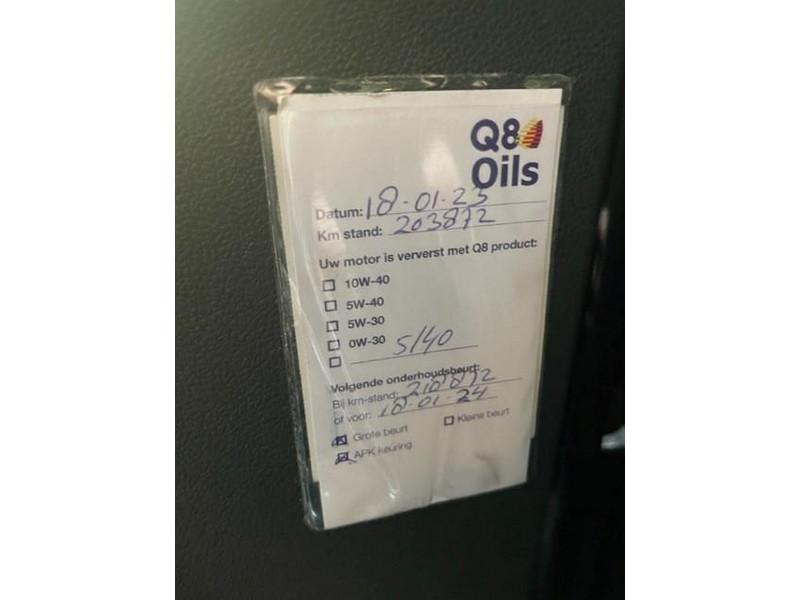 Q8
Oils
Datum: 18-01-23
Km stand: 203872
Uw motor is ververst met Q8 product:
10W-40
5W-40
5W-30
0W-30
5/40
Volgende onderhoudsbeurt:
Bij km-stand: 218872
of voor: 18-01-24
Grote beurt Kleine beurt
APK keuring